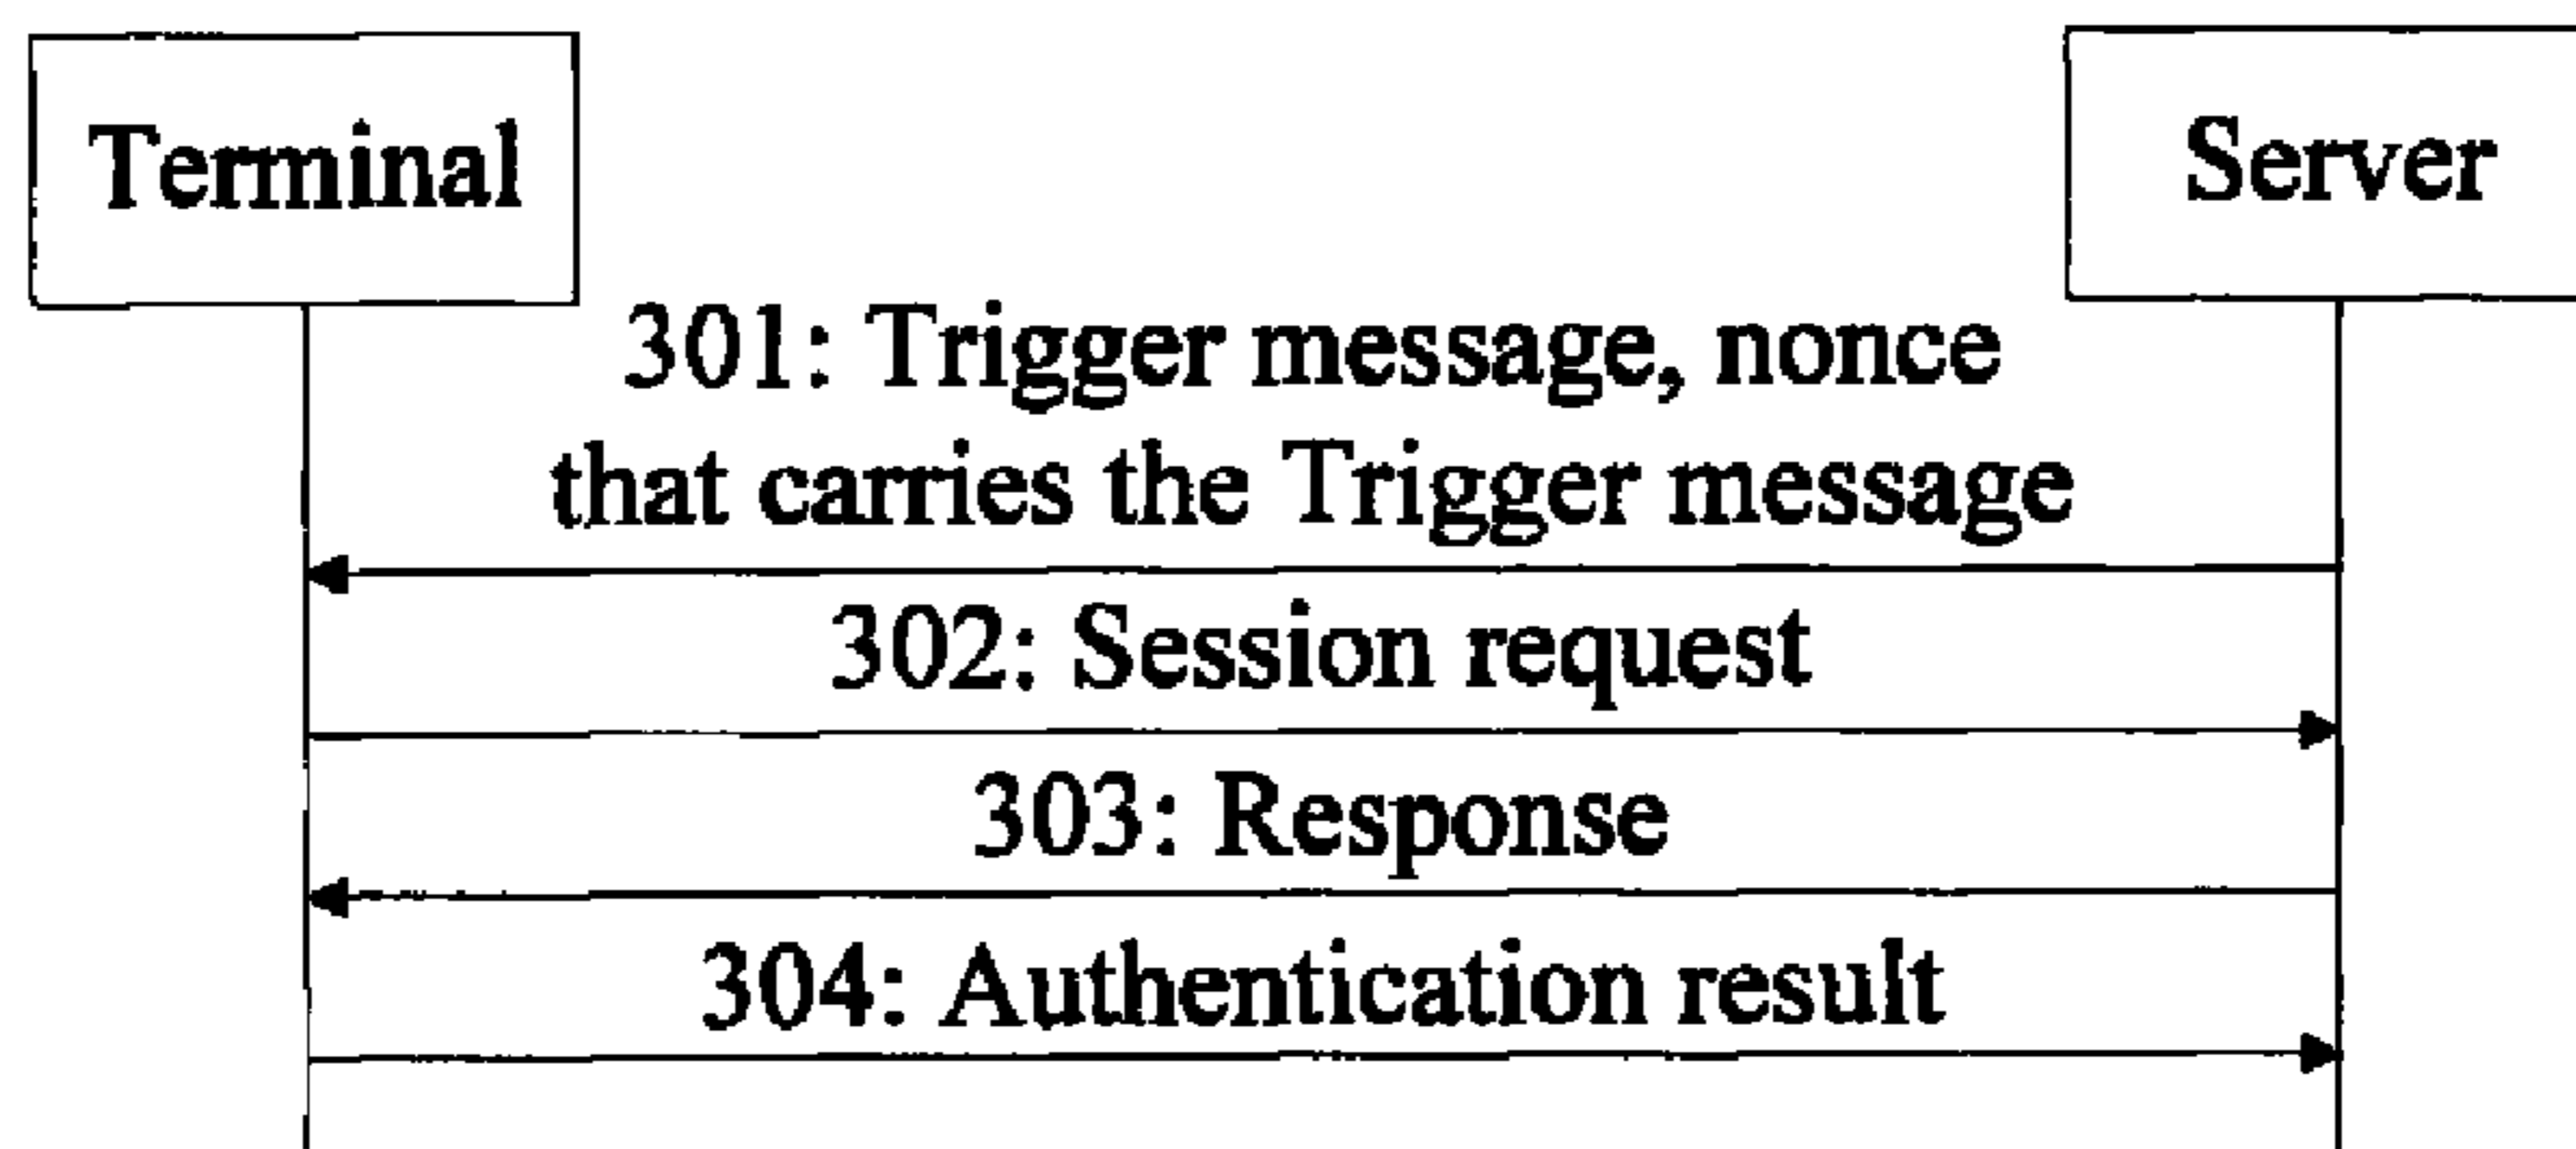 Terminal
Server
301: Trigger message, nonce
that carries the Trigger message
302: Session request
303: Response
304: Authentication result